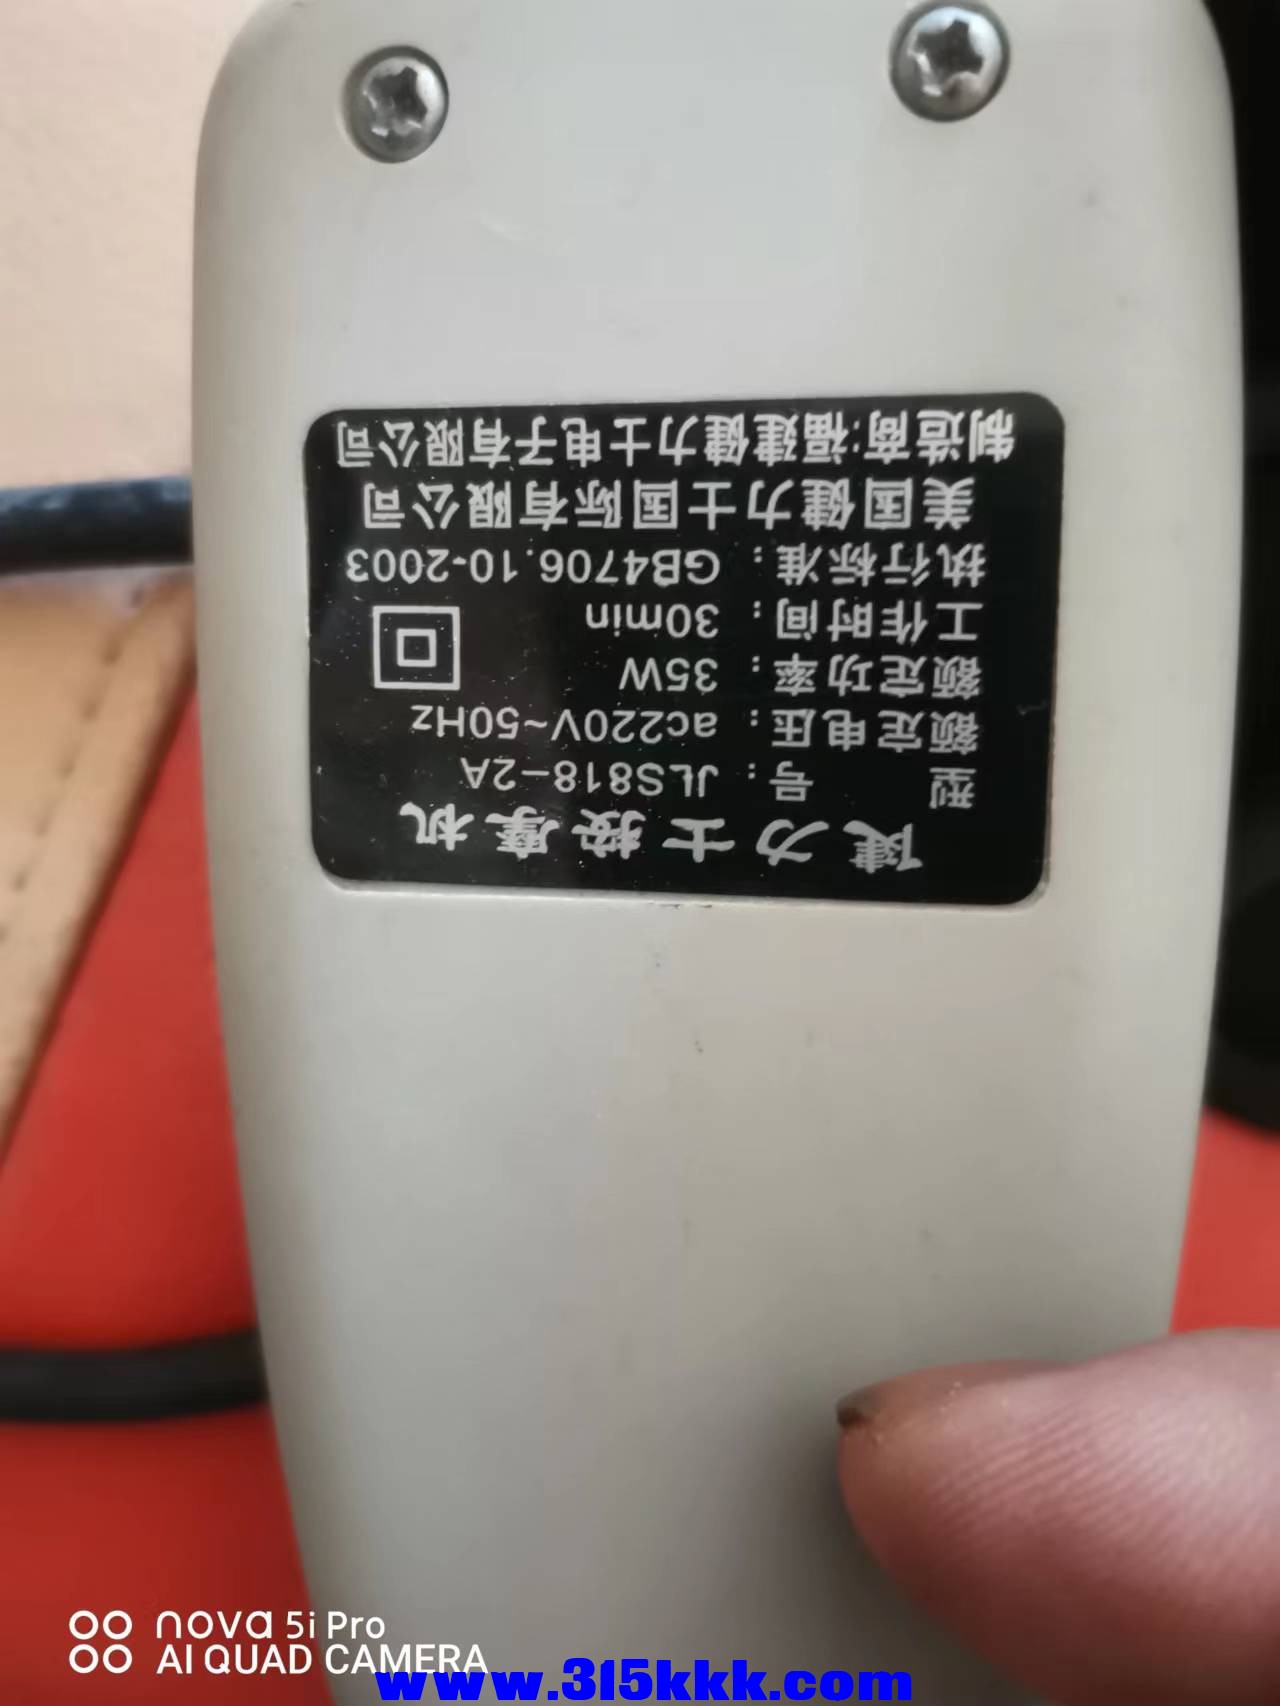 健力士按摩机
型 号：JLS818-2A
额定电压：ac220V~50Hz
额定功率：35W
工作时间：30min
执行标准：GB4706.10-2003
美国健力士国际有限公司
制造商:福建健力士电子有限公司
nova 5i Pro
AI QUAD CAMERA
www.315kkk.com